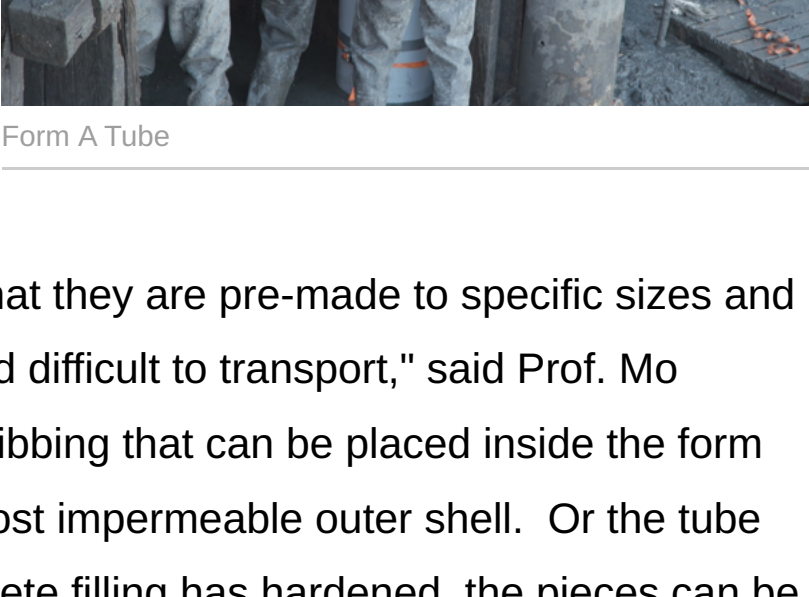 Form A Tube
hat they are pre-made to specific sizes and
d difficult to transport," said Prof. Mo
ibbing that can be placed inside the form
ost impermeable outer shell.  Or the tube
ete filling has hardened, the pieces can be